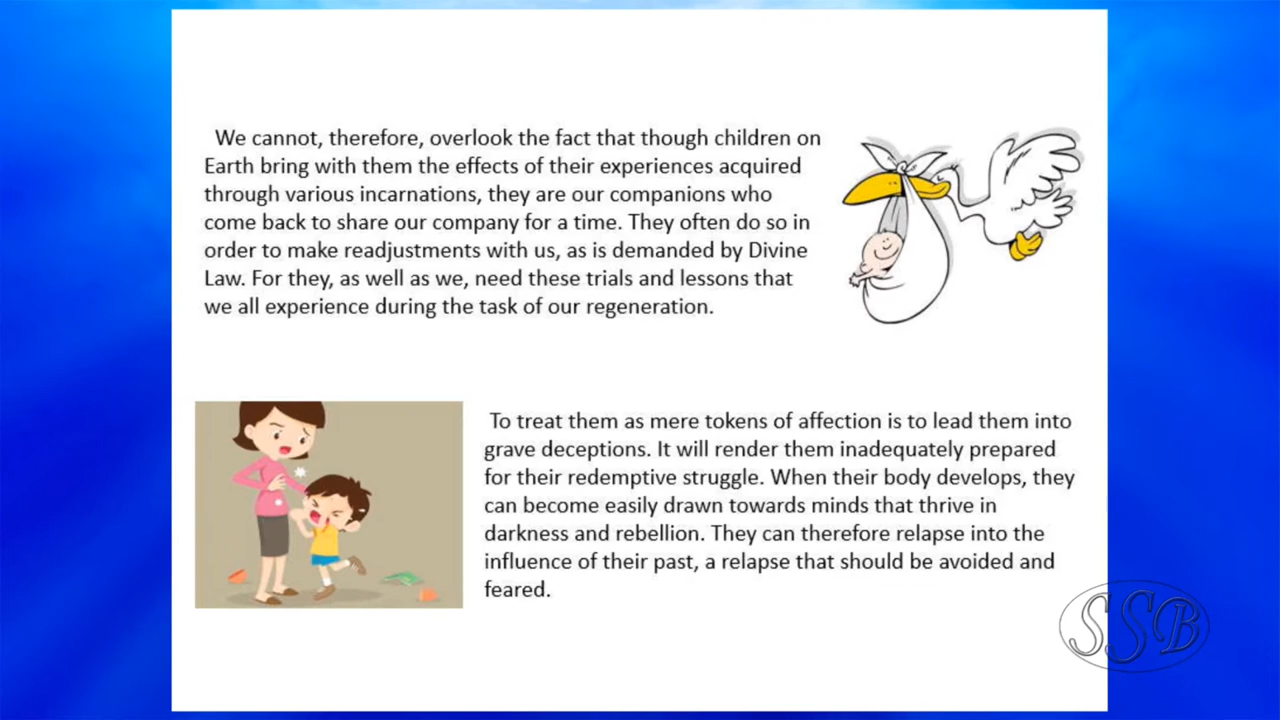 We cannot, therefore, overlook the fact that though children on
Earth bring with them the effects of their experiences acquired
through various incarnations, they are our companions who
come back to share our company for a time. They often do so in
order to make readjustments with us, as is demanded by Divine
Law. For they, as well as we, need these trials and lessons that
we all experience during the task of our regeneration.
To treat them as mere tokens of affection is to lead them into
grave deceptions. It will render them inadequately prepared
for their redemptive struggle. When their body develops, they
can become easily drawn towards minds that thrive in
darkness and rebellion. They can therefore relapse into the
influence of their past, a relapse that should be avoided and
feared.
SSB